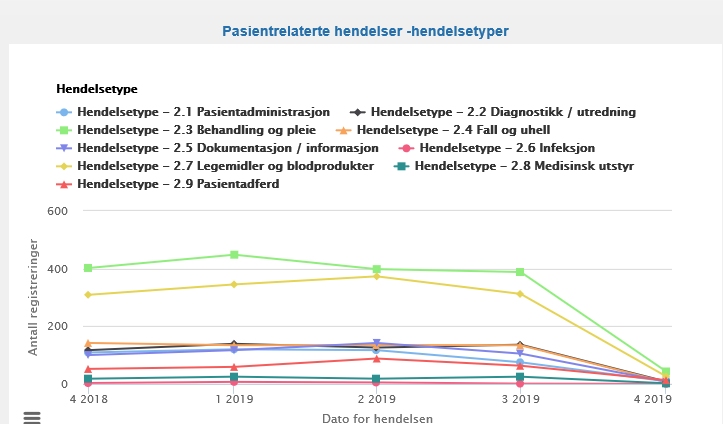 Pasientrelaterte hendelser -hendelsetyper
Hendelsetype
Hendelsetype – 2.1 Pasientadministrasjon Hendelsetype – 2.2 Diagnostikk / utredning
Hendelsetype – 2.3 Behandling og pleie Hendelsetype – 2.4 Fall og uhell
Hendelsetype – 2.5 Dokumentasjon / informasjon Hendelsetype – 2.6 Infeksjon
Hendelsetype – 2.7 Legemidler og blodprodukter Hendelsetype – 2.8 Medisinsk utstyr
Hendelsetype – 2.9 Pasientadferd
Antall registreringer
600
400
200
0
4 2018 1 2019 2 2019 3 2019 4 2019
Dato for hendelsen